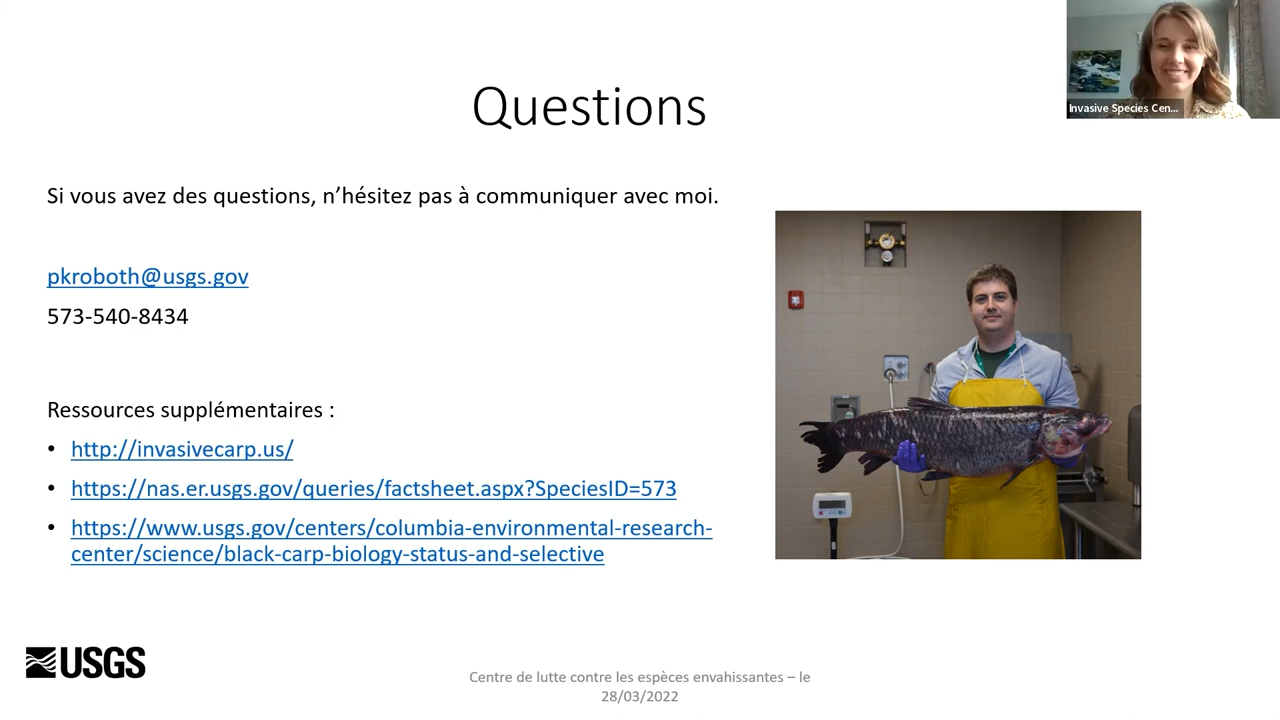 Invasive Species Cen...
Questions
Si vous avez des questions, n’hésitez pas à communiquer avec moi.
pkroboth@usgs.gov
573-540-8434
Ressources supplémentaires :
• http://invasivecarp.us/
• https://nas.er.usgs.gov/queries/factsheet.aspx?SpeciesID=573
• https://www.usgs.gov/centers/columbia-environmental-research-
center/science/black-carp-biology-status-and-selective
USGS
Centre de lutte contre les espèces envahissantes – le
28/03/2022